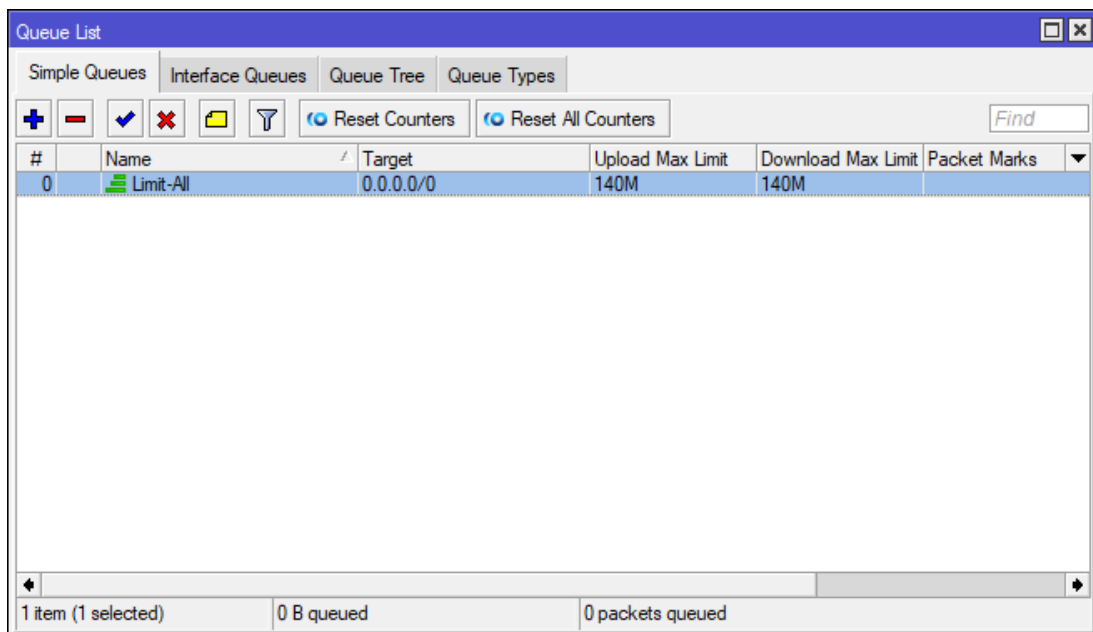 Queue List
Simple Queues Interface Queues Queue Tree Queue Types
Reset Counters Reset All Counters Find
# Name Target Upload Max Limit Download Max Limit Packet Marks
0 Limit-All 0.0.0.0/0 140M 140M
1 item (1 selected) 0 B queued 0 packets queued